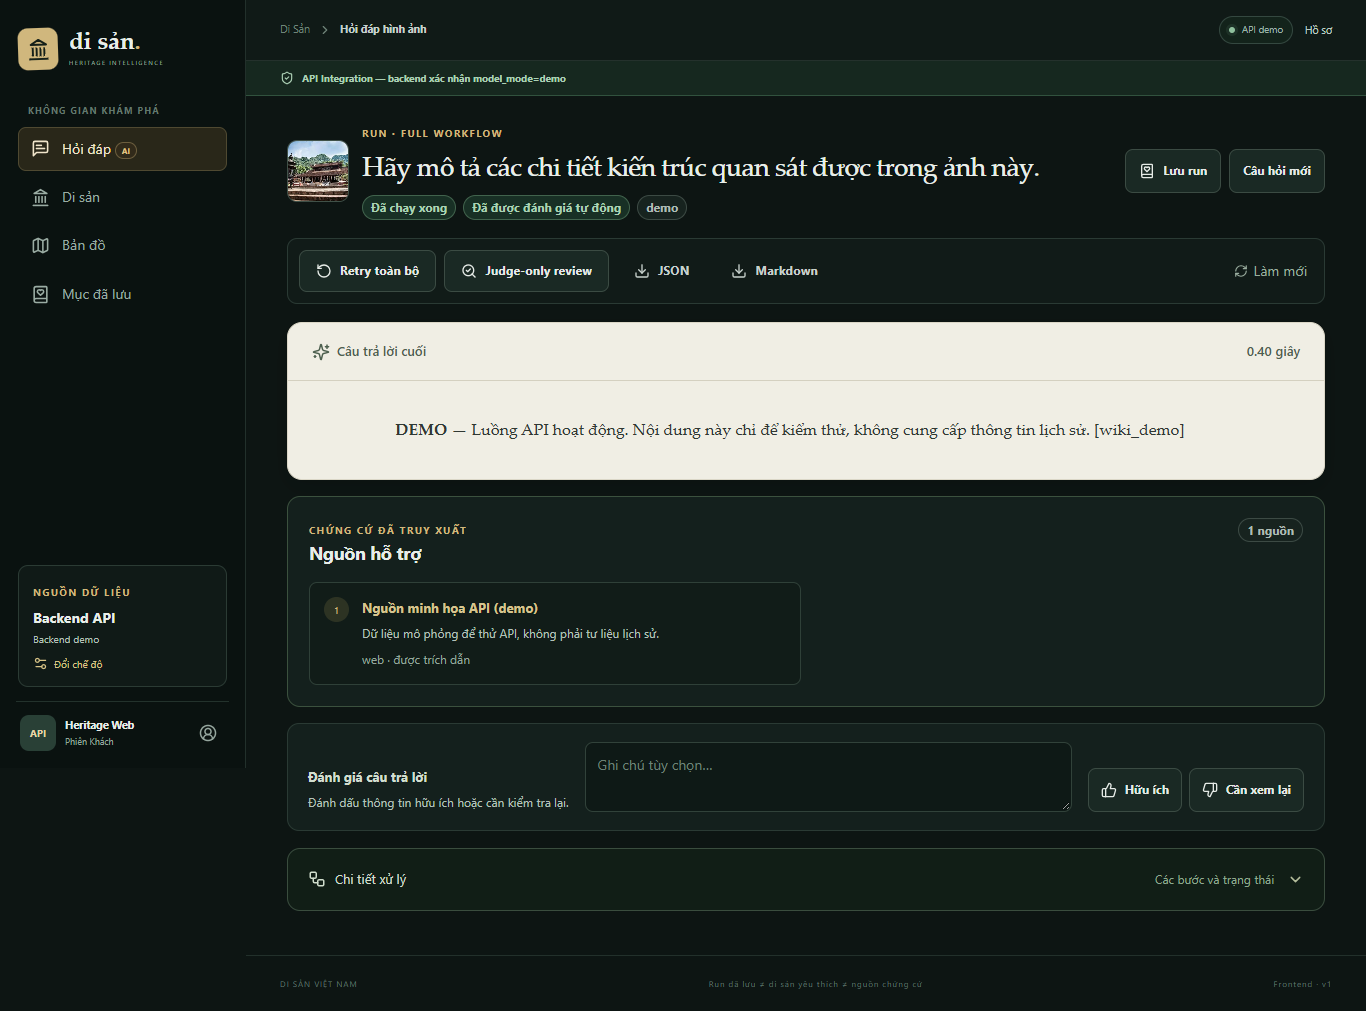 di sản.
HERITAGE INTELLIGENCE
KHÔNG GIAN KHÁM PHÁ
Hỏi đáp AI
Di sản
Bản đồ
Mục đã lưu
NGUỒN DỮ LIỆU
Backend API
Backend demo
Đổi chế độ
API
Heritage Web
Phiên Khách
Di Sản > Hỏi đáp hình ảnh
API demo
Hồ sơ
API Integration — backend xác nhận model_mode=demo
RUN · FULL WORKFLOW
Hãy mô tả các chi tiết kiến trúc quan sát được trong ảnh này.
Đã chạy xong
Đã được đánh giá tự động
demo
Lưu run
Câu hỏi mới
Retry toàn bộ
Judge-only review
JSON
Markdown
Làm mới
Câu trả lời cuối
0.40 giây
DEMO — Luồng API hoạt động. Nội dung này chỉ để kiểm thử, không cung cấp thông tin lịch sử. [wiki_demo]
CHỨNG CỨ ĐÃ TRUY XUẤT
Nguồn hỗ trợ
1 nguồn
1
Nguồn minh họa API (demo)
Dữ liệu mô phỏng để thử API, không phải tư liệu lịch sử.
web · được trích dẫn
Đánh giá câu trả lời
Đánh dấu thông tin hữu ích hoặc cần kiểm tra lại.
Ghi chú tùy chọn...
Hữu ích
Cần xem lại
Chi tiết xử lý
Các bước và trạng thái
DI SẢN VIỆT NAM
Run đã lưu ≠ di sản yêu thích ≠ nguồn chứng cứ
Frontend · v1